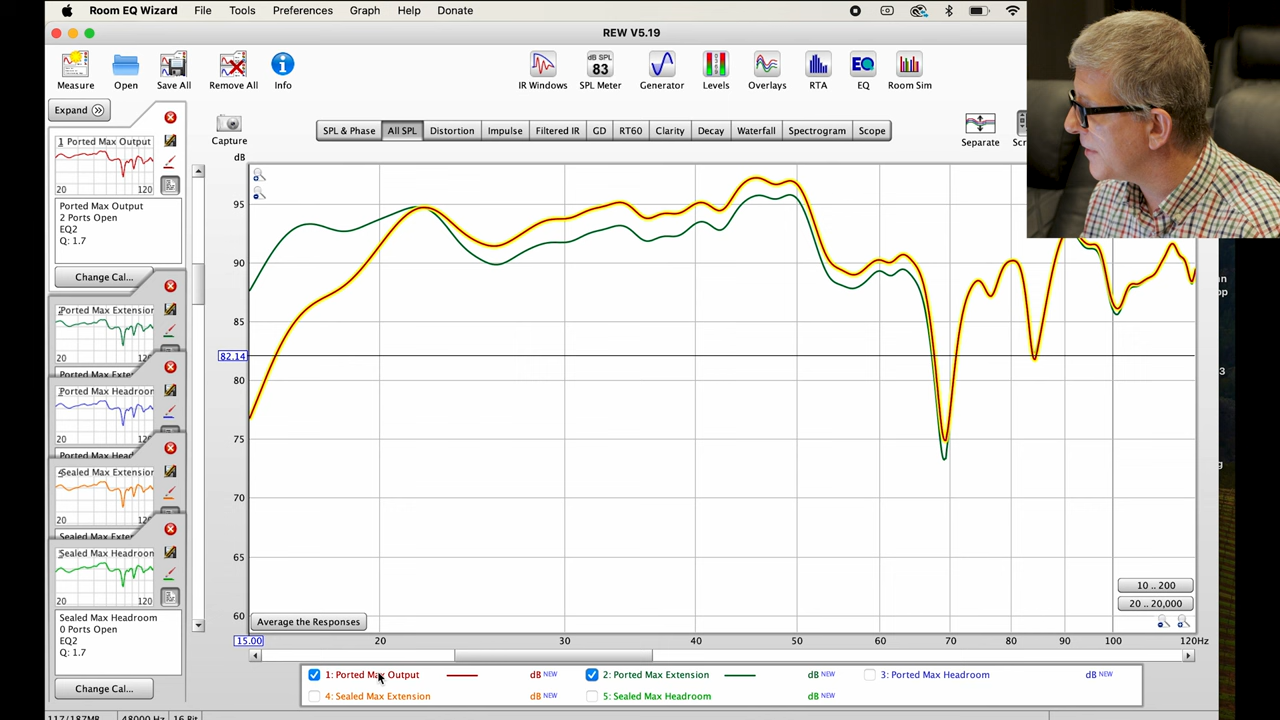 Room EQ Wizard File Tools Preferences Graph Help Donate
REW V5.19
Measure Open Save All Remove All Info
dB SPL
83
IR Windows SPL Meter Generator Levels Overlays RTA EQ Room Sim
EQ
Expand
Capture
SPL & Phase All SPL Distortion Impulse Filtered IR GD RT60 Clarity Decay Waterfall Spectrogram Scope
Separate
dB
1 Ported Max Output
20 120
Ported Max Output
2 Ports Open
EQ2
Q: 1.7
Change Cal...
Ported Max Extension
20
Ported Max Headroom
20
Sealed Max Extension
20
Sealed Max Headroom
20 120
Sealed Max Headroom
0 Ports Open
EQ2
Q: 1.7
Change Cal...
95
90
85
82.14
80
75
70
65
60
10 .. 200
20 .. 20,000
Average the Responses
15.00 20 30 40 50 60 70 80 90 100 120Hz
1: Ported Max Output dB NEW 2: Ported Max Extension dB NEW 3: Ported Max Headroom dB NEW
4: Sealed Max Extension dB NEW 5: Sealed Max Headroom dB NEW
117/187MB 48000 Hz 16 Bit